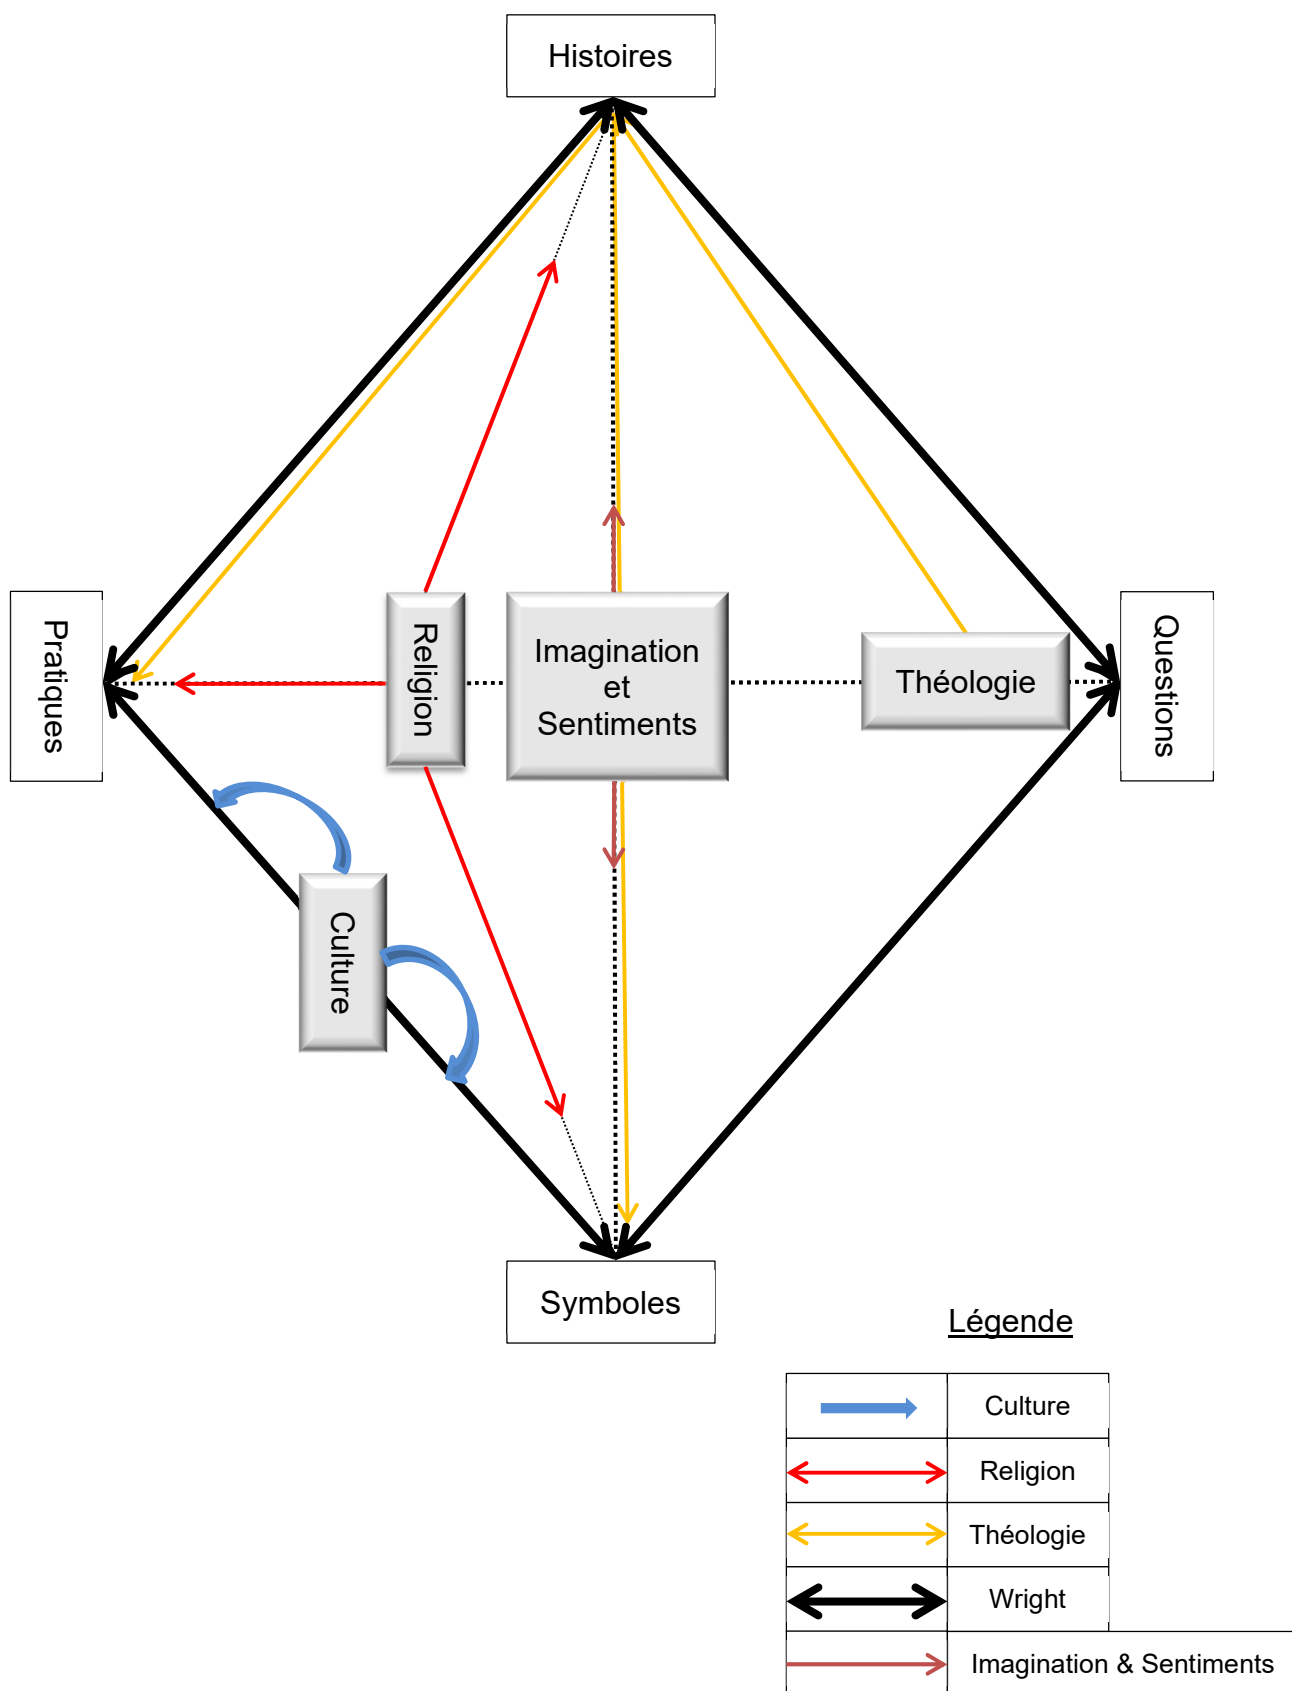 Histoires
Pratiques
Religion
Imagination
et
Sentiments
Théologie
Questions
Culture
Symboles
Légende
Culture
Religion
Théologie
Wright
Imagination & Sentiments